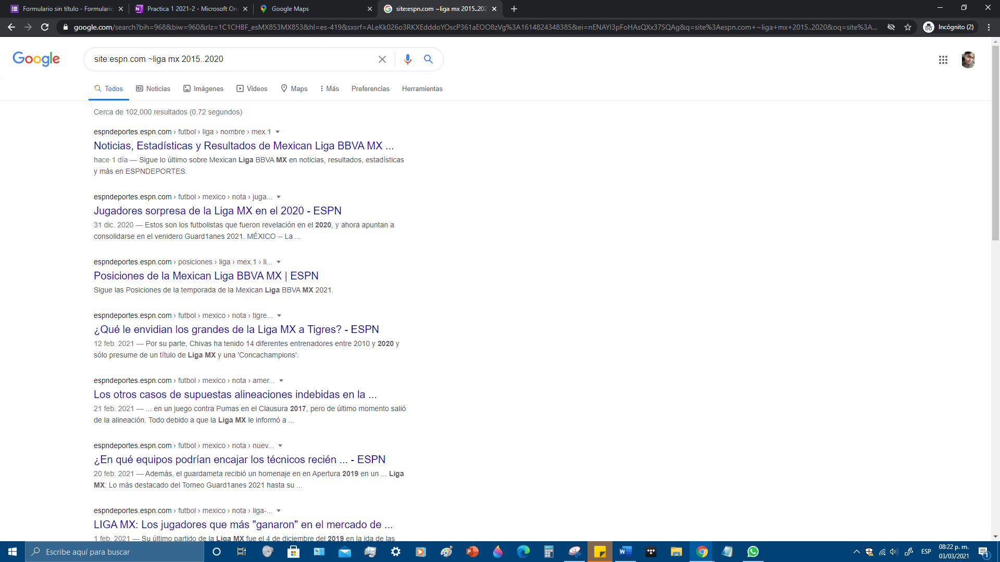 Formulario sin título - Formulario
Practica 1 2021-2 - Microsoft On
Google Maps
site:espn.com ~liga mx 2015..202
google.com/search?bih=968&biw=960&rlz=1C1CHBF_esMX853MX853&hl=es-419&sxsrf=ALeKk026o3RKXEdddoYOscP361aEOO8zVg%3A1614824348385&ei=nENAYI3pFoHAsQXx37SQAg&q=site%3Aespn.com+~liga+mx+2015..2020&oq=site%3A...
Incógnito (2)
Google
site:espn.com ~liga mx 2015..2020
Todos
Noticias
Imágenes
Videos
Maps
Más
Preferencias
Herramientas
Cerca de 102,000 resultados (0.72 segundos)
espndeportes.espn.com › futbol › liga › nombre › mex.1
Noticias, Estadísticas y Resultados de Mexican Liga BBVA MX ...
hace 1 día — Sigue lo último sobre Mexican Liga BBVA MX en noticias, resultados, estadísticas
y más en ESPNDEPORTES.
espndeportes.espn.com › futbol › mexico › nota › juga...
Jugadores sorpresa de la Liga MX en el 2020 - ESPN
31 dic. 2020 — Estos son los futbolistas que fueron revelación en el 2020, y ahora apuntan a
consolidarse en el venidero Guard1anes 2021. MÉXICO -- La ...
espndeportes.espn.com › posiciones › liga › mex.1 › li...
Posiciones de la Mexican Liga BBVA MX | ESPN
Sigue las Posiciones de la temporada de la Mexican Liga BBVA MX 2021.
espndeportes.espn.com › futbol › mexico › nota › tigre...
¿Qué le envidian los grandes de la Liga MX a Tigres? - ESPN
12 feb. 2021 — Por su parte, Chivas ha tenido 14 diferentes entrenadores entre 2010 y 2020 y
sólo presume de un título de Liga MX y una 'Concachampions'.
espndeportes.espn.com › futbol › mexico › nota › amer...
Los otros casos de supuestas alineaciones indebidas en la ...
21 feb. 2021 — ... en un juego contra Pumas en el Clausura 2017, pero de último momento salió
de la alineación. Todo debido a que la Liga MX le informó a ...
espndeportes.espn.com › futbol › mexico › nota › nuev...
¿En qué equipos podrían encajar los técnicos recién ... - ESPN
20 feb. 2021 — Además, el guardameta recibió un homenaje en en Apertura 2019 en un ... Liga
MX: Lo más destacado del Torneo Guard1anes 2021 hasta su ...
espndeportes.espn.com › futbol › mexico › nota › liga-...
LIGA MX: Los jugadores que más "ganaron" en el mercado de ...
1 feb. 2021 — Su último partido de la Liga MX fue el 4 de diciembre del 2019 en la ida de las
Escribe aquí para buscar
ESP
08:22 p. m.
03/03/2021
1